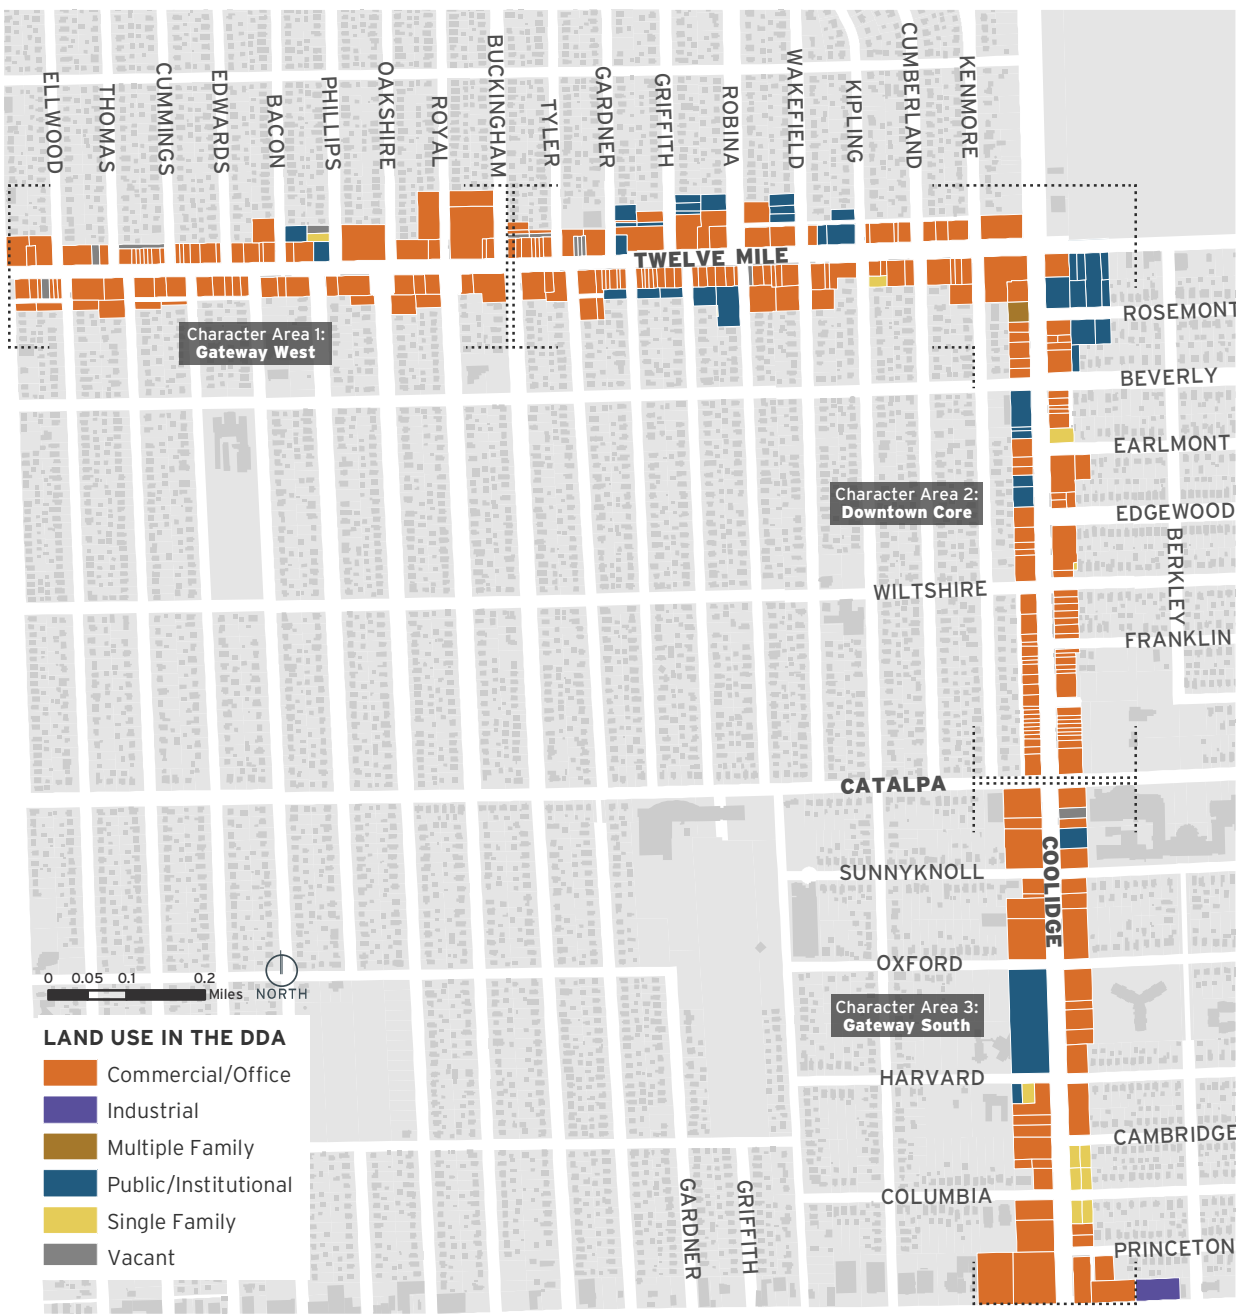 ELLWOOD
THOMAS
CUMMINGS
EDWARDS
BACON
PHILLIPS
OAKSHIRE
ROYAL
BUCKINGHAM
TYLER
GARDNER
GRIFFITH
ROBINA
WAKEFIELD
KIPLING
CUMBERLAND
KENMORE
TWELVE MILE
ROSEMONT
Character Area 1:
Gateway West
BEVERLY
EARLMONT
Character Area 2:
Downtown Core
EDGEWOOD
BERKLEY
WILTSHIRE
FRANKLIN
CATALPA
COOLIDGE
SUNNYKNOLL
OXFORD
0 0.05 0.1 0.2
Miles
NORTH
Character Area 3:
Gateway South
HARVARD
CAMBRIDGE
COLUMBIA
GARDNER
GRIFFITH
PRINCETON
LAND USE IN THE DDA
Commercial/Office
Industrial
Multiple Family
Public/Institutional
Single Family
Vacant